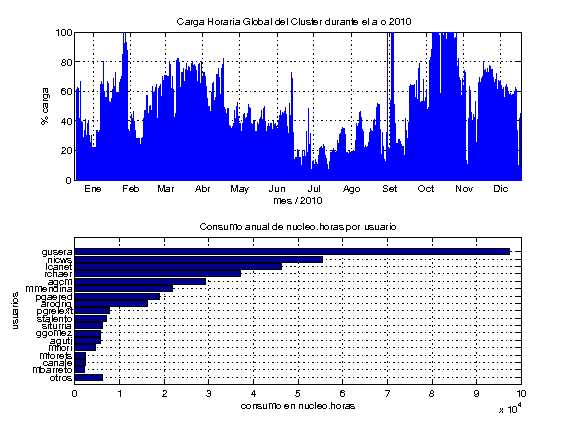 Carga Horaria Global del Cluster durante el a o 2010
100
80
60
40
20
0
% carga
Ene Feb Mar Abr May Jun Jul Ago Set Oct Nov Dic
mes / 2010
Consumo anual de nucleo.horas por usuario
gusera
nicws
lcanet
rchaer
agcm
mmendina
pgaered
arodrig
pgrelext
stalento
siturria
ggomez
aguti
mfiori
mforets
canale
mbarreto
otros
usuarios
0 1 2 3 4 5 6 7 8 9 10
consumo en nucleo.horas
x 10^4